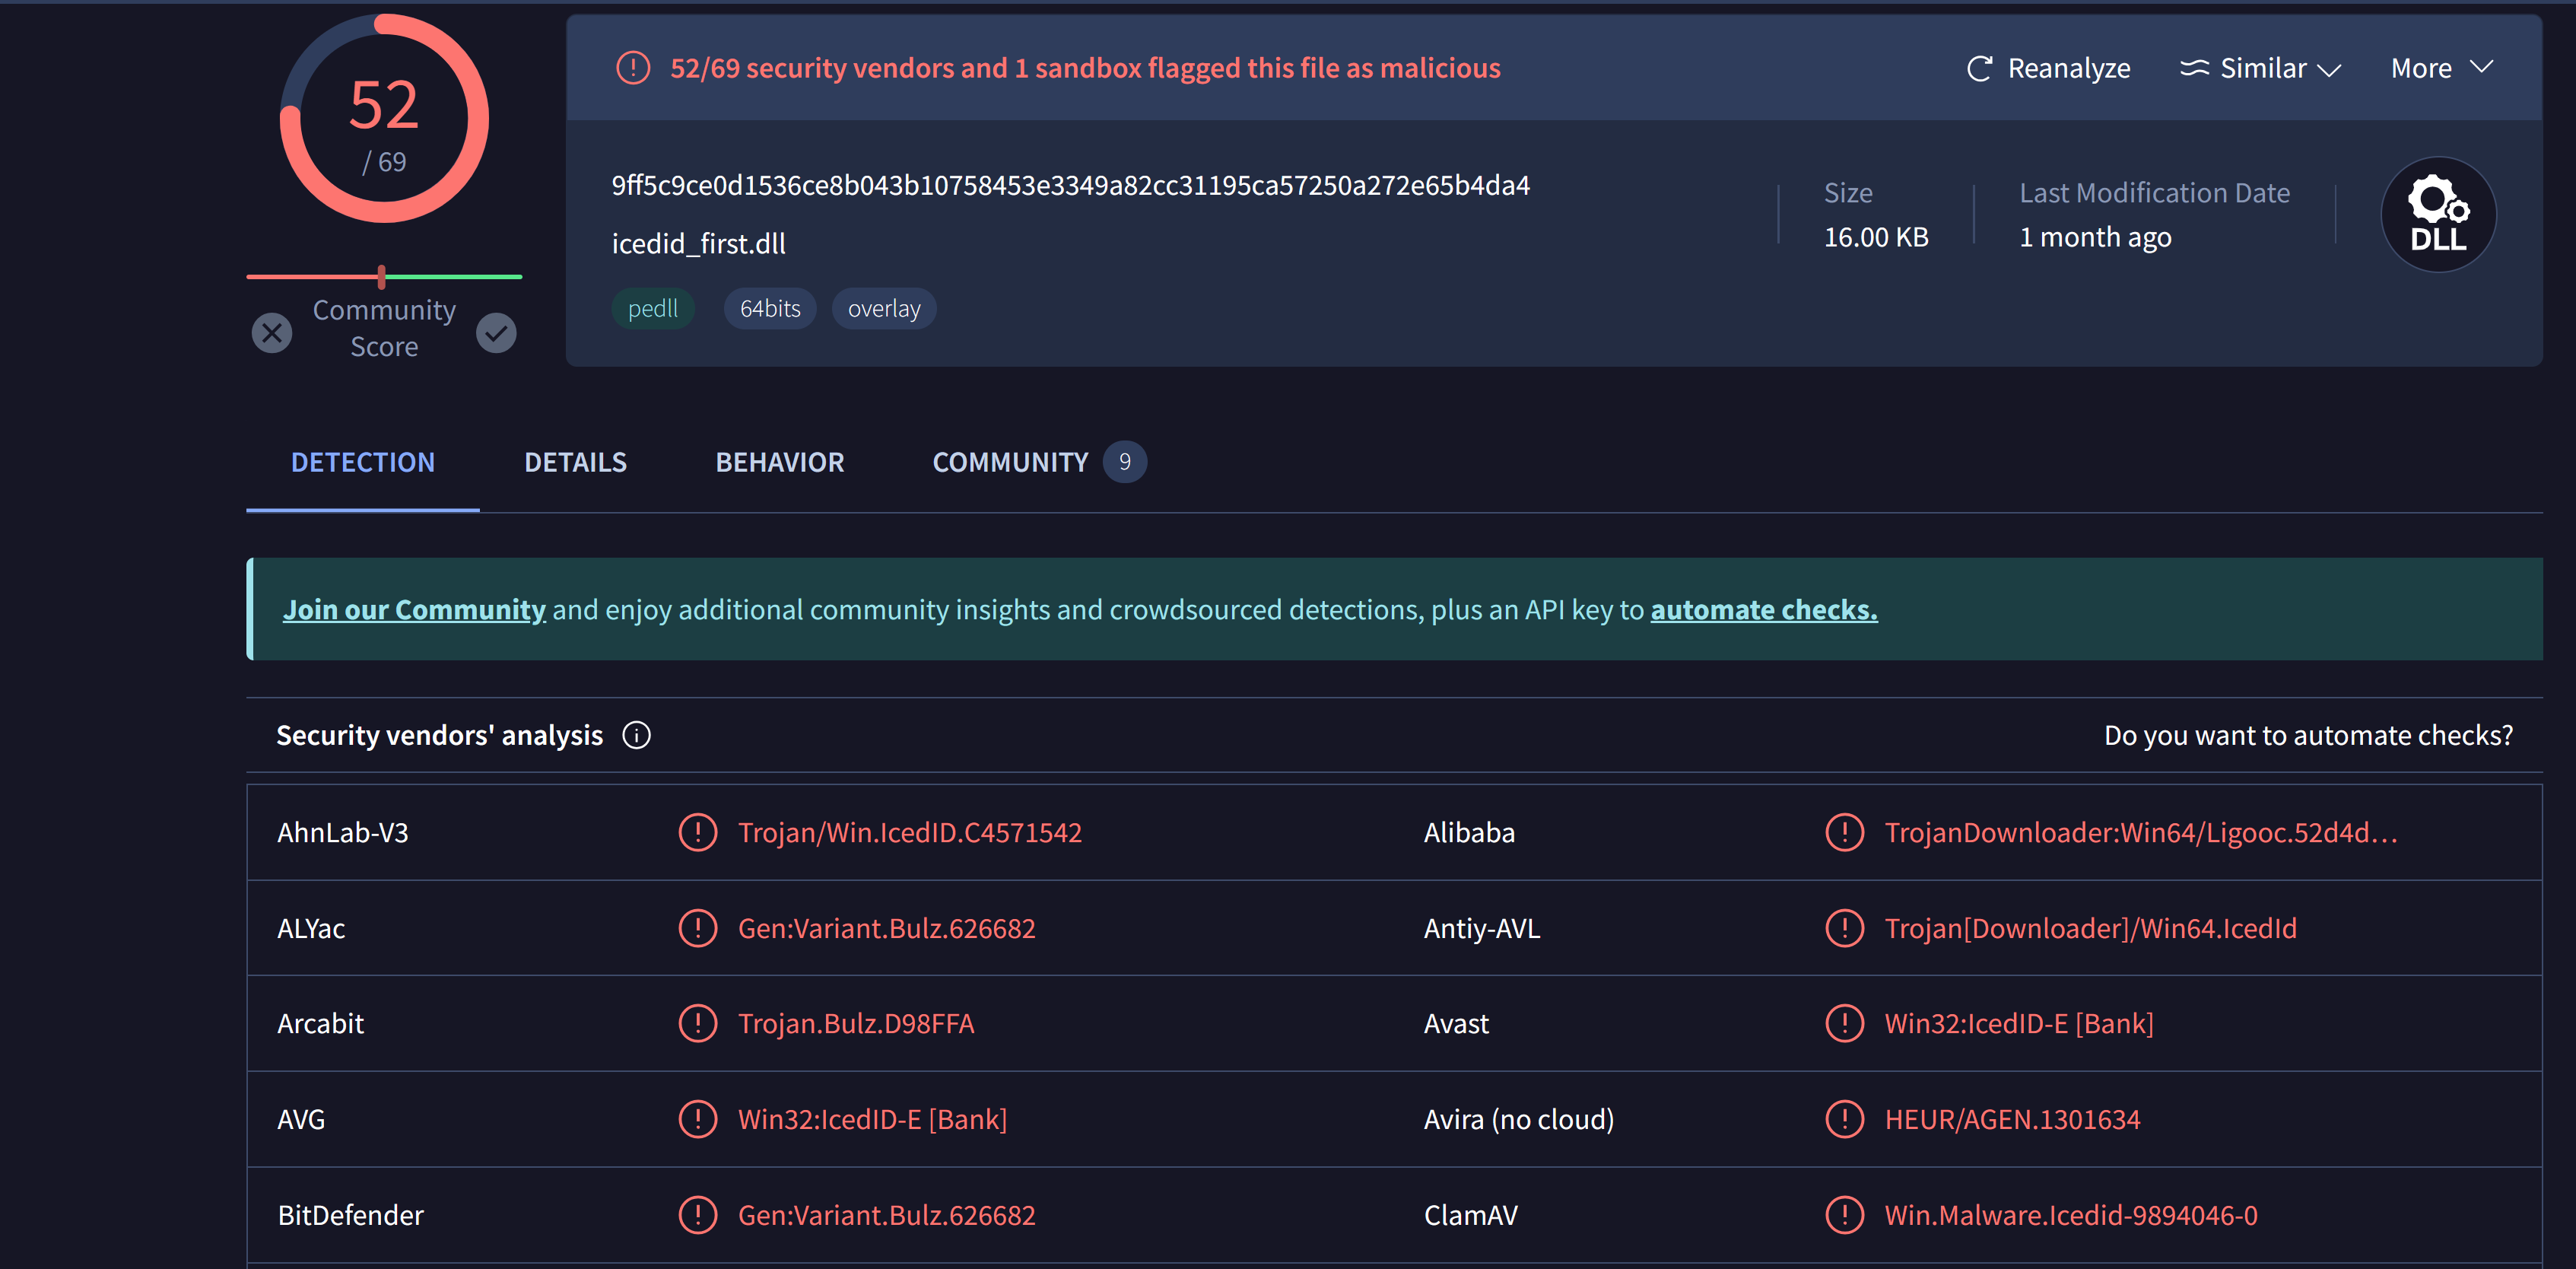 52
/ 69
Community
Score
52/69 security vendors and 1 sandbox flagged this file as malicious
Reanalyze
Similar
More
9ff5c9ce0d1536ce8b043b10758453e3349a82cc31195ca57250a272e65b4da4
icedid_first.dll
pedll
64bits
overlay
Size
16.00 KB
Last Modification Date
1 month ago
DLL
DETECTION
DETAILS
BEHAVIOR
COMMUNITY 9
Join our Community and enjoy additional community insights and crowdsourced detections, plus an API key to automate checks.
Security vendors' analysis
Do you want to automate checks?
AhnLab-V3 Trojan/Win.IcedID.C4571542 Alibaba TrojanDownloader:Win64/Ligooc.52d4d...
ALYac Gen:Variant.Bulz.626682 Antiy-AVL Trojan[Downloader]/Win64.IcedId
Arcabit Trojan.Bulz.D98FFA Avast Win32:IcedID-E [Bank]
AVG Win32:IcedID-E [Bank] Avira (no cloud) HEUR/AGEN.1301634
BitDefender Gen:Variant.Bulz.626682 ClamAV Win.Malware.Icedid-9894046-0